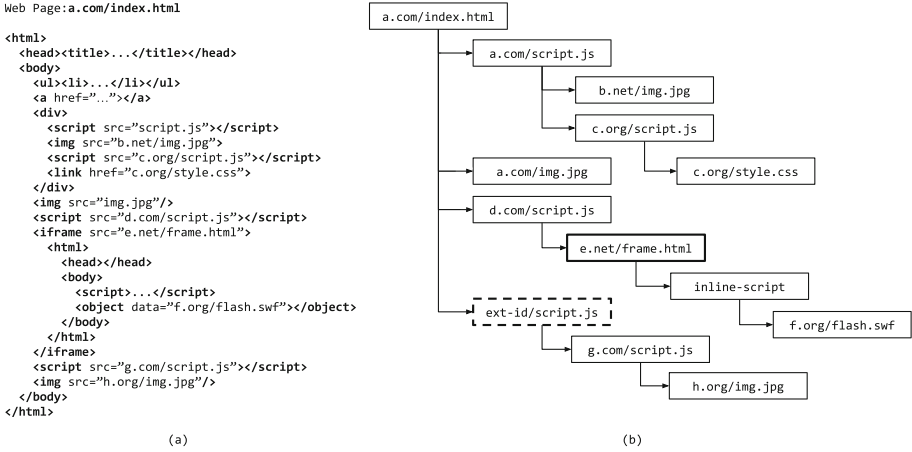 Web Page:a.com/index.html
<html>
<head><title>...</title></head>
<body>
<ul><li>...</li></ul>
<a href=”…”></a>
<div>
<script src=”script.js”></script>
<img src=”b.net/img.jpg”>
<script src=”c.org/script.js”></script>
<link href=”c.org/style.css”>
</div>
<img src=”img.jpg”/>
<script src=”d.com/script.js”></script>
<iframe src=”e.net/frame.html”>
<html>
<head></head>
<body>
<script>...</script>
<object data=”f.org/flash.swf”></object>
</body>
</html>
</iframe>
<script src=”g.com/script.js”></script>
<img src=”h.org/img.jpg”/>
</body>
</html>
(a)
a.com/index.html
a.com/script.js
b.net/img.jpg
c.org/script.js
c.org/style.css
a.com/img.jpg
d.com/script.js
e.net/frame.html
inline-script
f.org/flash.swf
ext-id/script.js
g.com/script.js
h.org/img.jpg
(b)